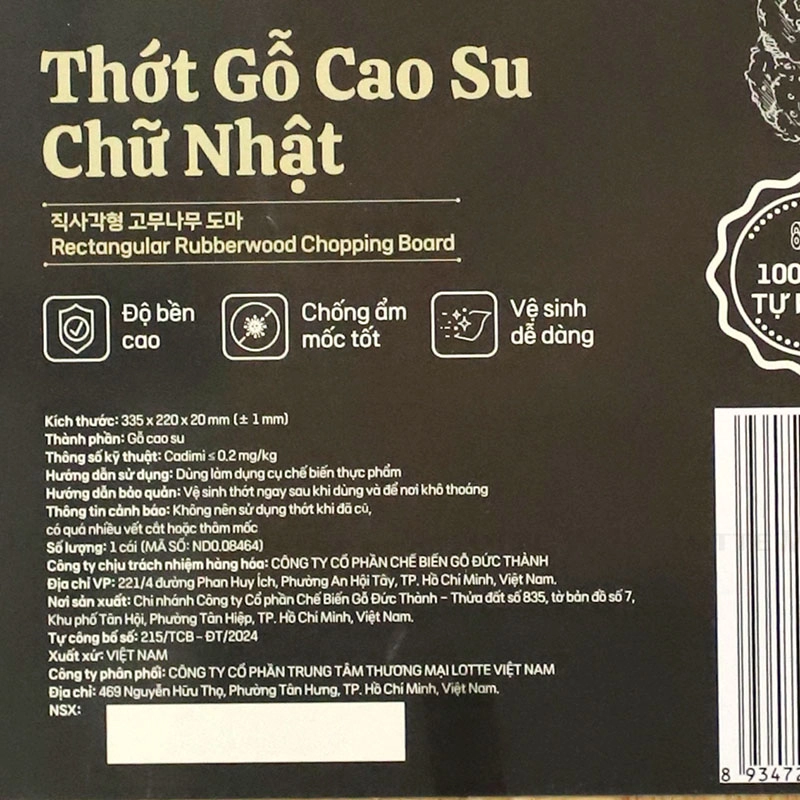 Thớt Gỗ Cao Su
Chữ Nhật
직사각형 고무나무 도마
Rectangular Rubberwood Chopping Board
Độ bền
cao
Chống ẩm
mốc tốt
Vệ sinh
dễ dàng
100
TỰ
Kích thước: 335 x 220 x 20 mm (± 1 mm)
Thành phần: Gỗ cao su
Thông số kỹ thuật: Cadimi ≤ 0.2 mg/kg
Hướng dẫn sử dụng: Dùng làm dụng cụ chế biến thực phẩm
Hướng dẫn bảo quản: Vệ sinh thớt ngay sau khi dùng và để nơi khô thoáng
Thông tin cảnh báo: Không nên sử dụng thớt khi đã cũ,
có quá nhiều vết cắt hoặc thâm mốc
Số lượng: 1 cái (MÃ SỐ: ND0.08464)
Công ty chịu trách nhiệm hàng hóa: CÔNG TY CỔ PHẦN CHẾ BIẾN GỖ ĐỨC THÀNH
Địa chỉ VP: 221/4 đường Phan Huy Ích, Phường An Hội Tây, TP. Hồ Chí Minh, Việt Nam.
Nơi sản xuất: Chi nhánh Công ty Cổ phần Chế Biến Gỗ Đức Thành – Thửa đất số 835, tờ bản đồ số 7,
Khu phố Tân Hội, Phường Tân Hiệp, TP. Hồ Chí Minh, Việt Nam.
Tự công bố số: 215/TCB - ĐT/2024
Xuất xứ: VIỆT NAM
Công ty phân phối: CÔNG TY CỔ PHẦN TRUNG TÂM THƯƠNG MẠI LOTTE VIỆT NAM
Địa chỉ: 469 Nguyễn Hữu Thọ, Phường Tân Hưng, TP. Hồ Chí Minh, Việt Nam.
NSX:
8 93472